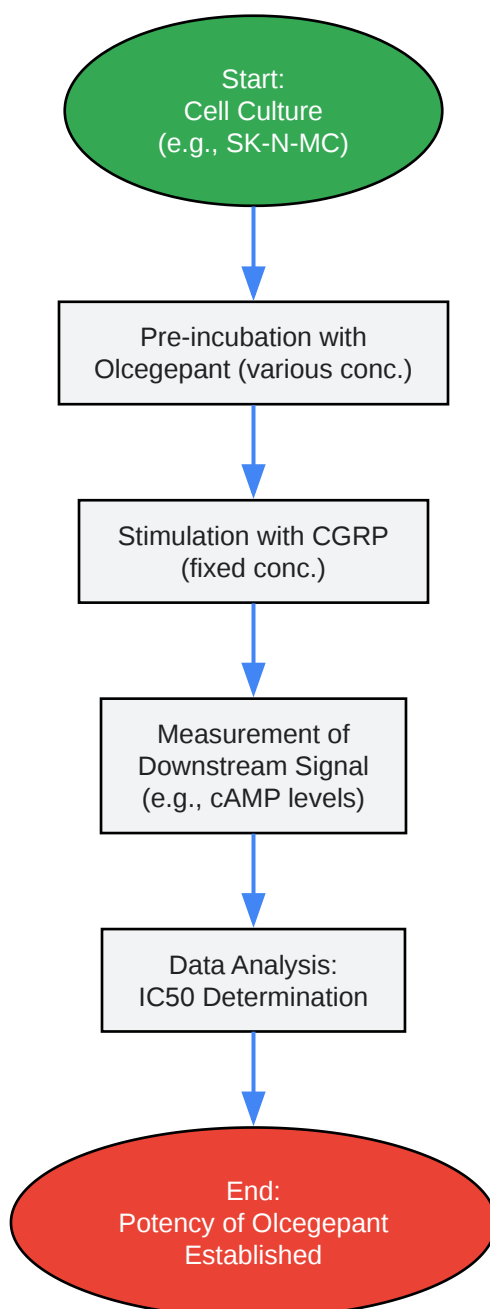 Start:
Cell Culture
(e.g., SK-N-MC)
Pre-incubation with
Olcegepant (various conc.)
Stimulation with CGRP
(fixed conc.)
Measurement of
Downstream Signal
(e.g., cAMP levels)
Data Analysis:
IC50 Determination
End:
Potency of Olcegepant
Established